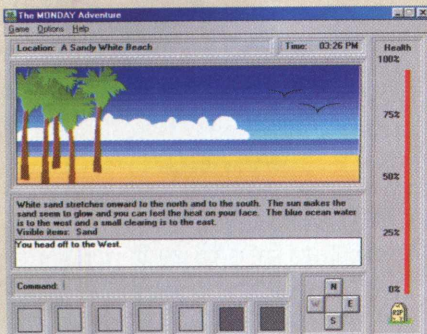 The MONDAY Adventure
Game Options Help
Location: A Sandy White Beach
Time: 03:26 PM
Health
100%
75%
50%
25%
0%
White sand stretches onward to the north and to the south. The sun makes the
sand seem to glow and you can feel the heat on your face. The blue ocean water
is to the west and a small clearing is to the east.
Visible items: Sand
You head off to the West.
Command:
N
W E
S
RIP